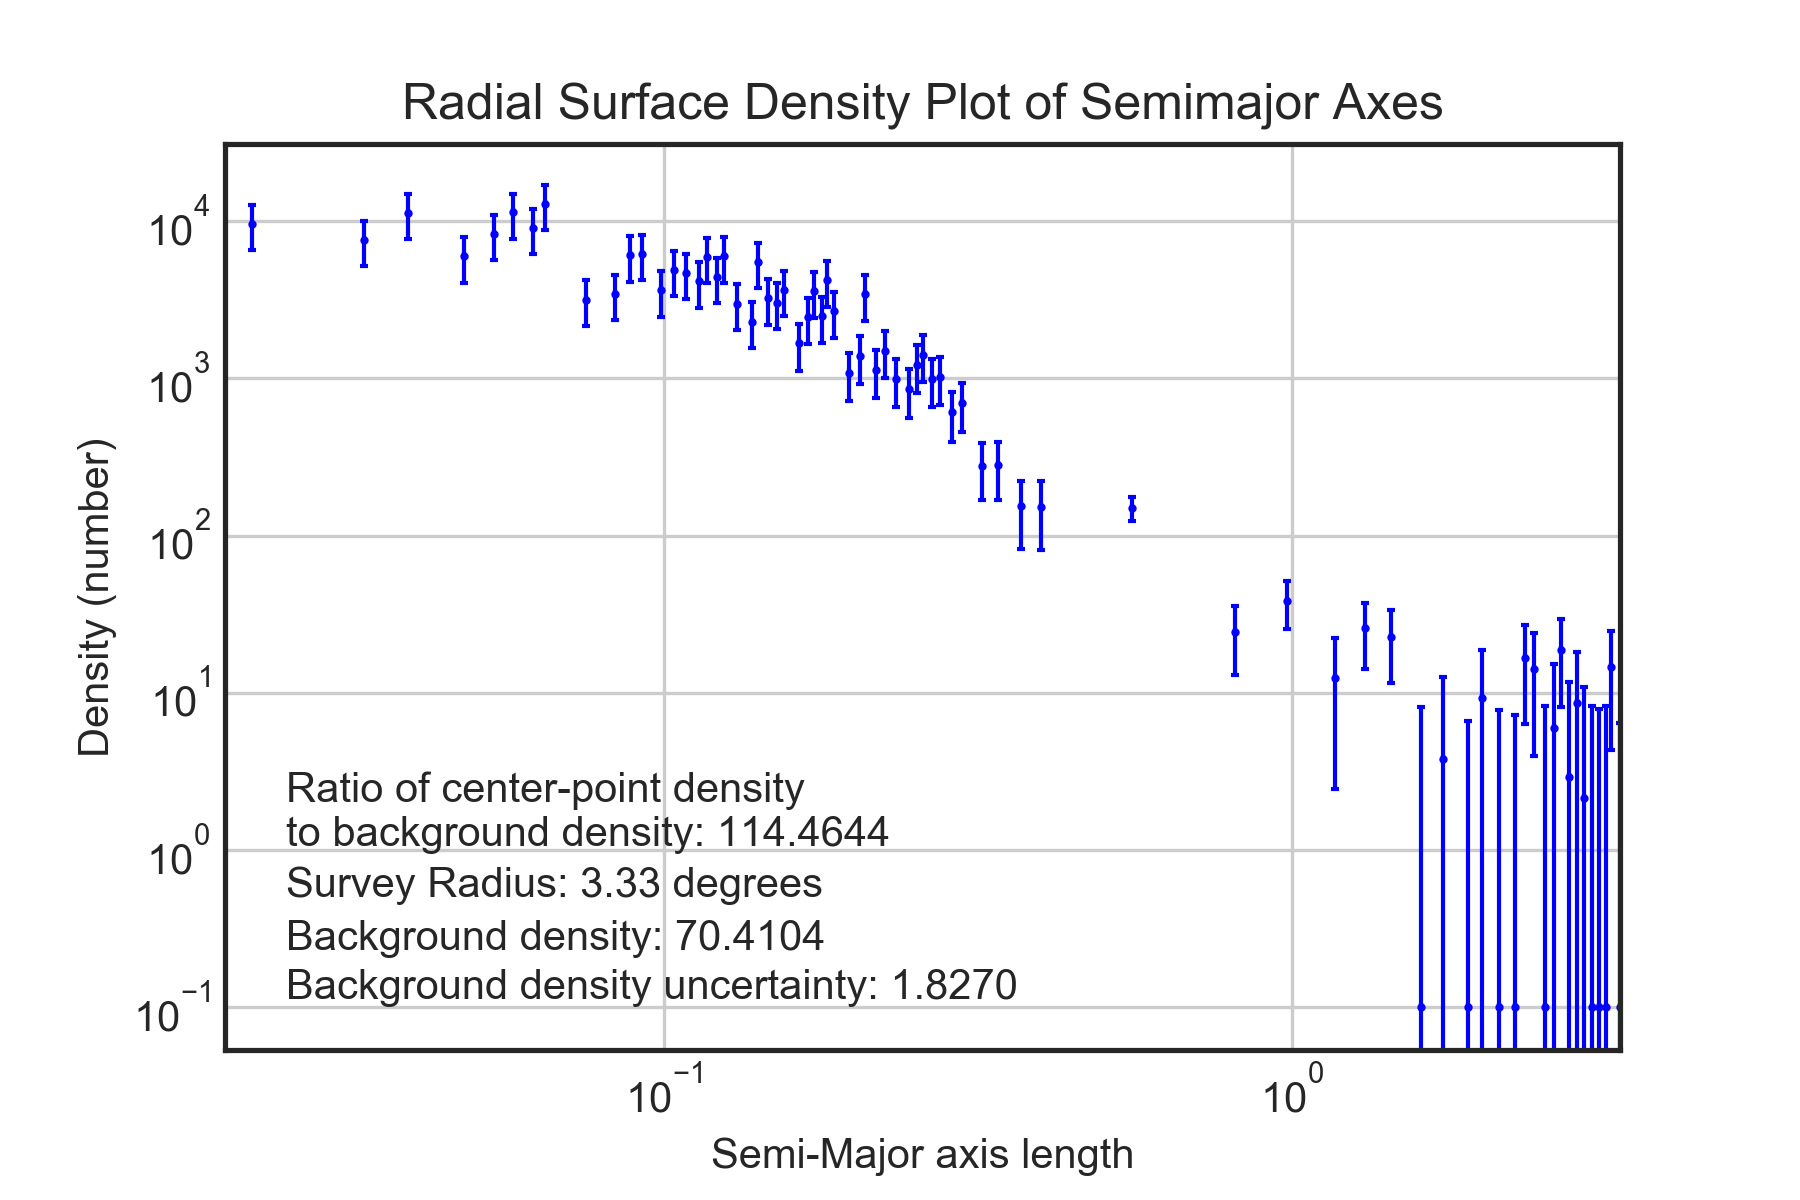 Radial Surface Density Plot of Semimajor Axes
10^4
10^3
10^2
10^1
10^0
10^−1
Density (number)
Ratio of center-point density
to background density: 114.4644
Survey Radius: 3.33 degrees
Background density: 70.4104
Background density uncertainty: 1.8270
10^−1 10^0
Semi-Major axis length